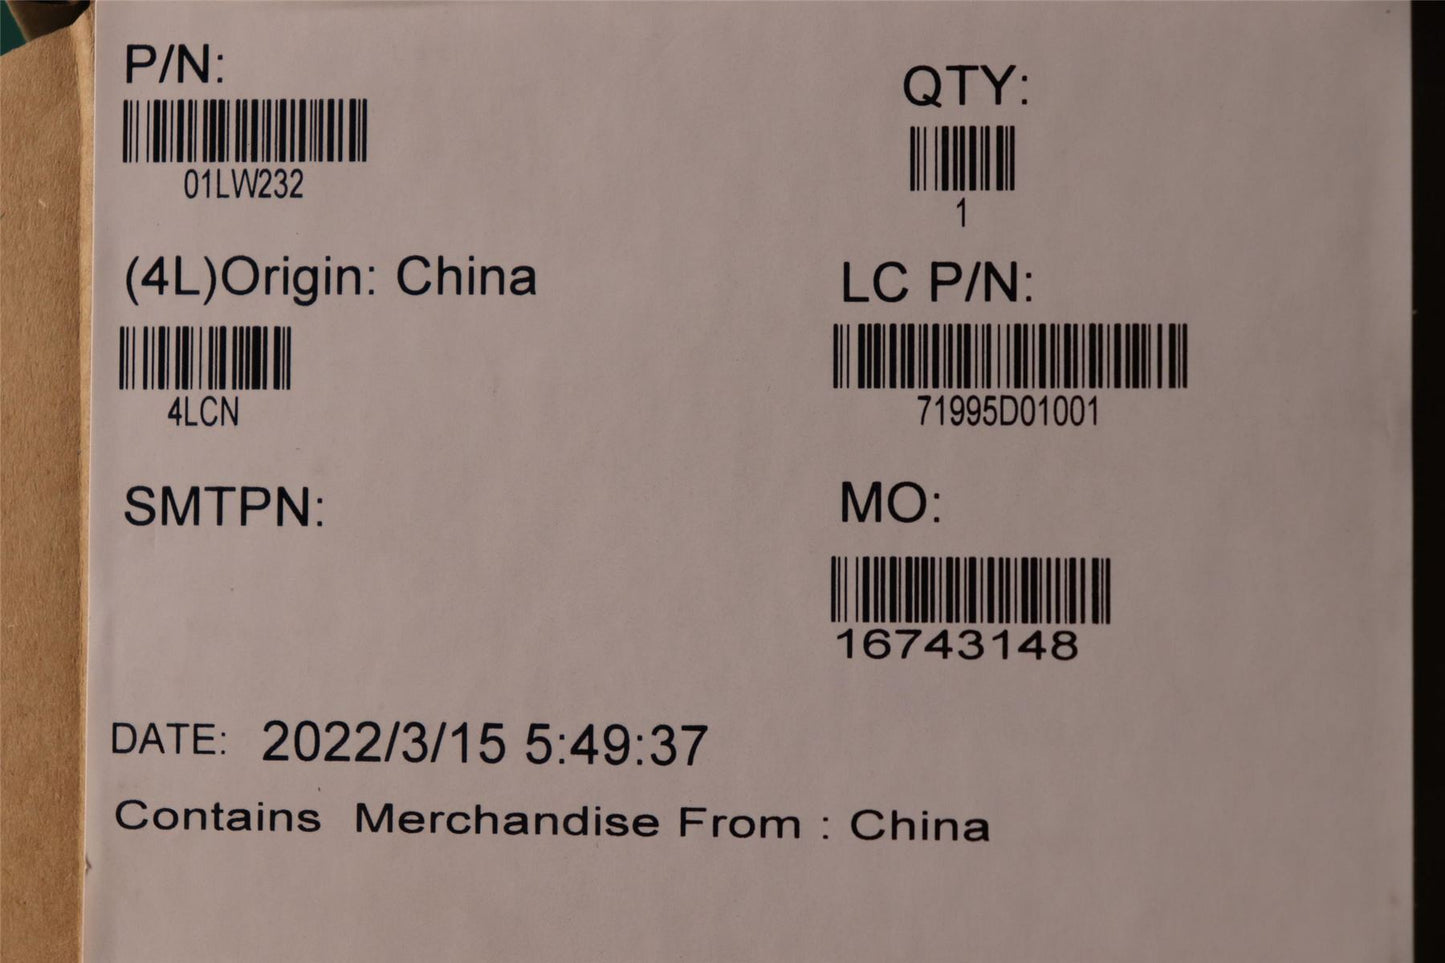 P/N:
01LW232
QTY:
1
(4L)Origin: China
4LCN
LC P/N:
71995D01001
SMTPN:
MO:
16743148
DATE: 2022/3/15 5:49:37
Contains Merchandise From : China